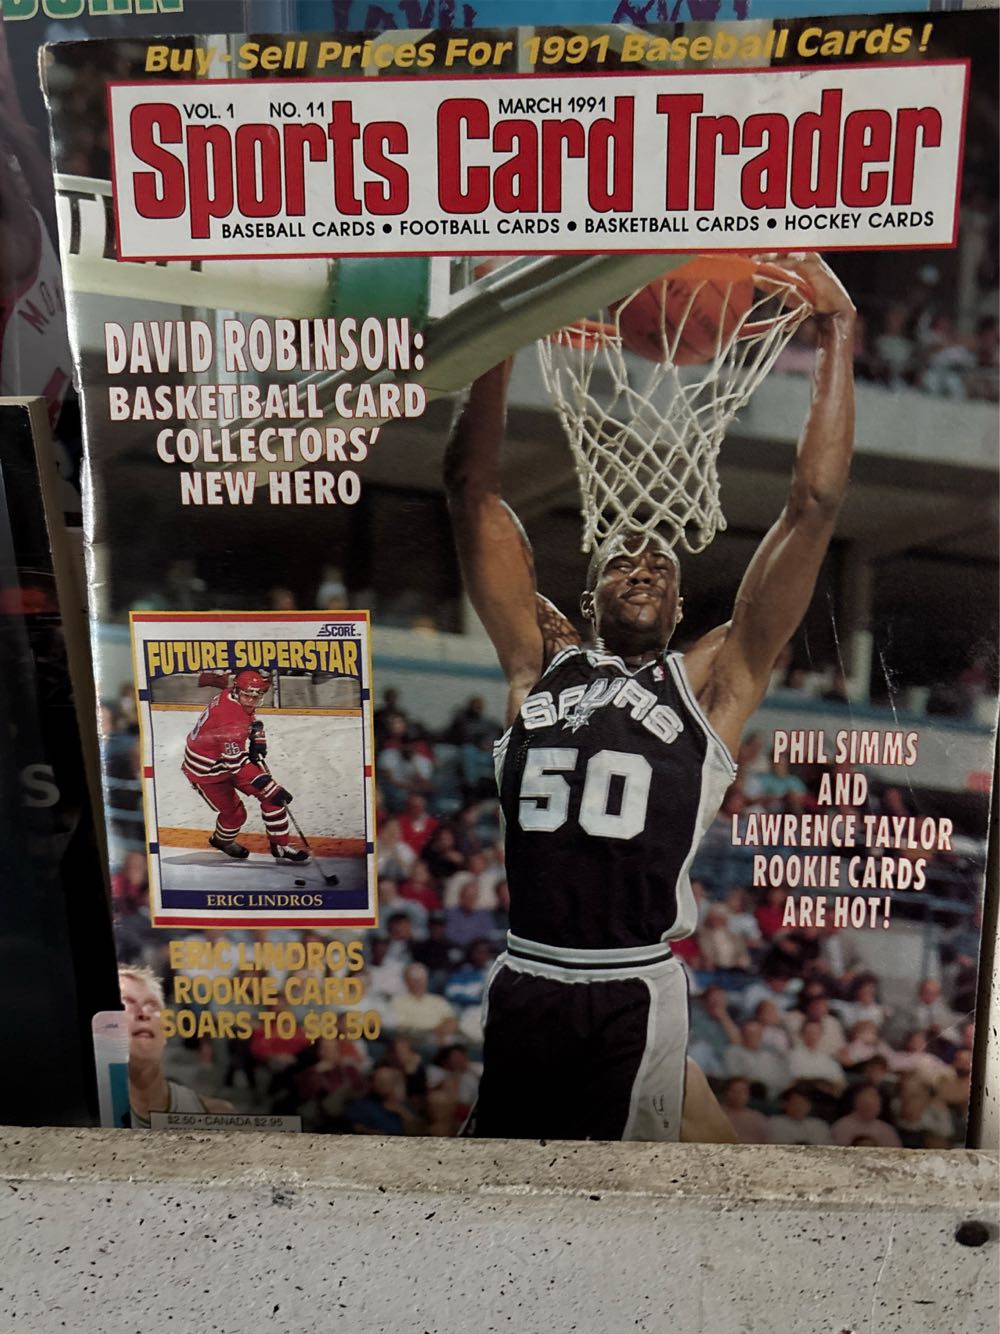 Buy-Sell Prices For 1991 Baseball Cards!
VOL. 1 NO. 11 MARCH 1991
Sports Card Trader
BASEBALL CARDS • FOOTBALL CARDS • BASKETBALL CARDS • HOCKEY CARDS
DAVID ROBINSON:
BASKETBALL CARD
COLLECTORS'
NEW HERO
SCORE
FUTURE SUPERSTAR
ERIC LINDROS
ERIC LINDROS
ROOKIE CARD
SOARS TO $8.50
$2.50 • CANADA $2.95
SPURS
50
PHIL SIMMS
AND
LAWRENCE TAYLOR
ROOKIE CARDS
ARE HOT!